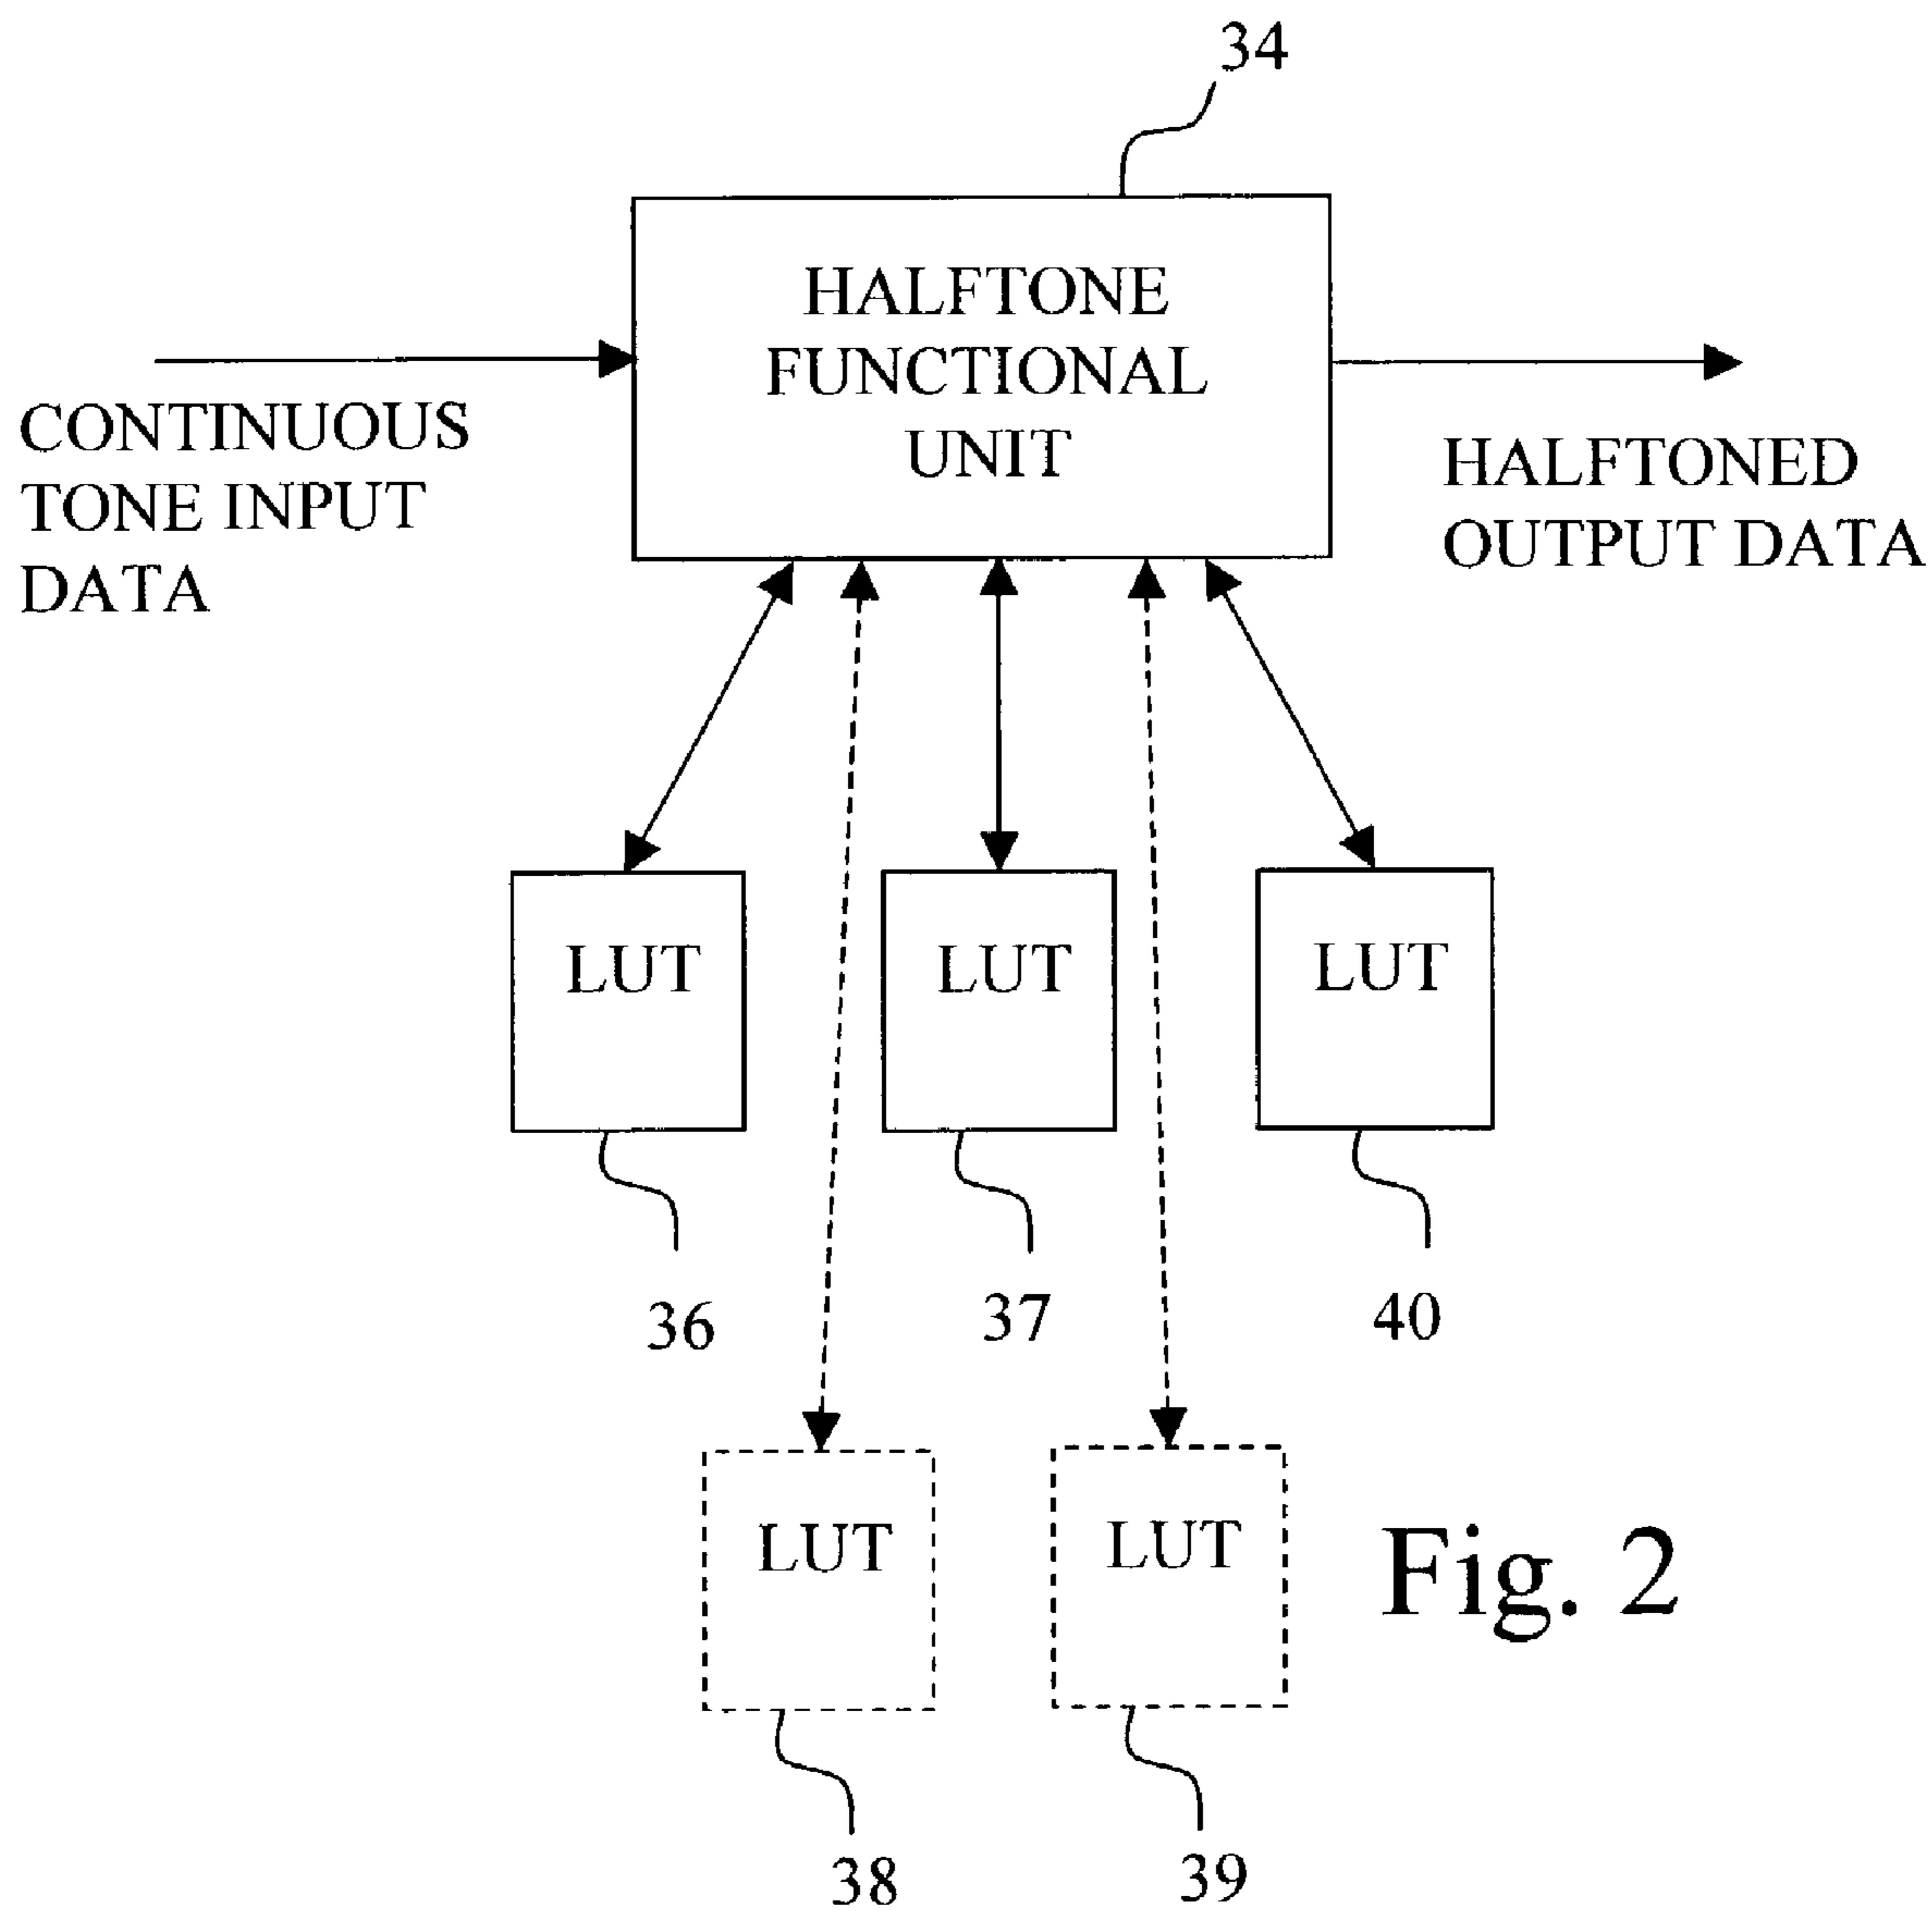 34
HALFTONE
FUNCTIONAL
UNIT
CONTINUOUS
TONE INPUT
DATA
HALFTONED
OUTPUT DATA
LUT
LUT
LUT
36
37
40
LUT
LUT
Fig. 2
38
39